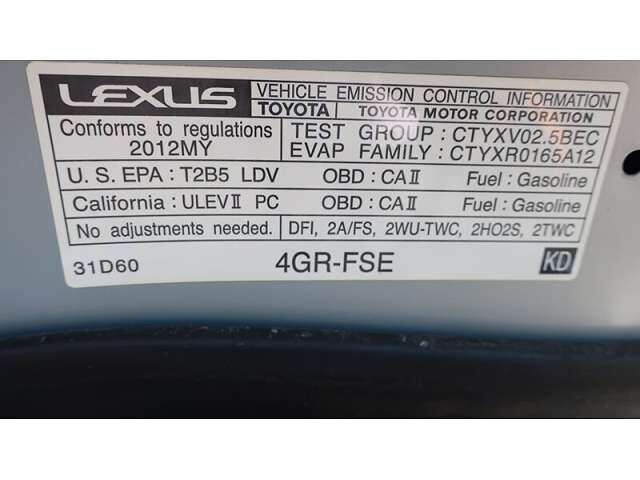 LEXUS VEHICLE EMISSION CONTROL INFORMATION
TOYOTA TOYOTA MOTOR CORPORATION
Conforms to regulations 2012MY
TEST GROUP : CTYXV02.5BEC
EVAP FAMILY : CTYXR0165A12
U. S. EPA : T2B5 LDV OBD : CAⅡ Fuel : Gasoline
California : ULEVⅡ PC OBD : CAⅡ Fuel : Gasoline
No adjustments needed. DFI, 2A/FS, 2WU-TWC, 2HO2S, 2TWC
31D60 4GR-FSE KD